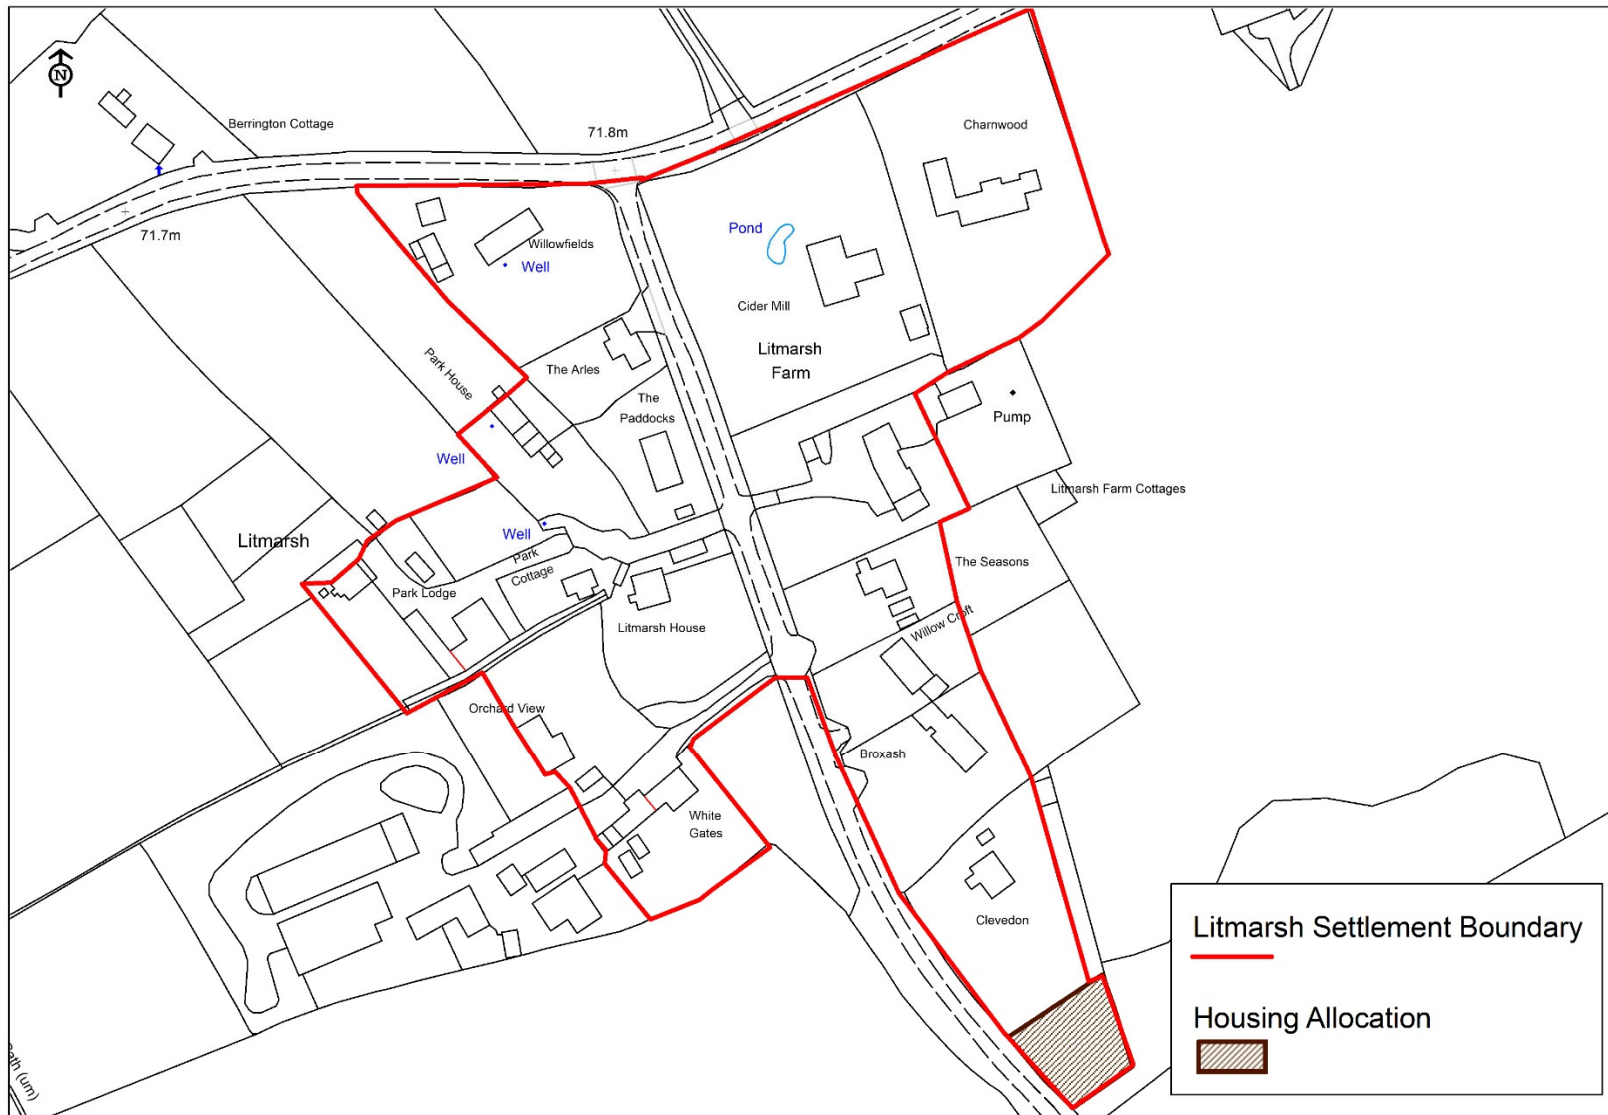 N
Berrington Cottage
71.8m
Charnwood
71.7m
Willowfields
Well
Pond
Cider Mill
Litmarsh
Farm
Park House
The Arles
The
Paddocks
Pump
Well
Litmarsh Farm Cottages
Litmarsh
Well
Park
Cottage
Park Lodge
The Seasons
Litmarsh House
Willow Croft
Orchard View
Broxash
White
Gates
Clevedon
Path (um)
Litmarsh Settlement Boundary
Housing Allocation